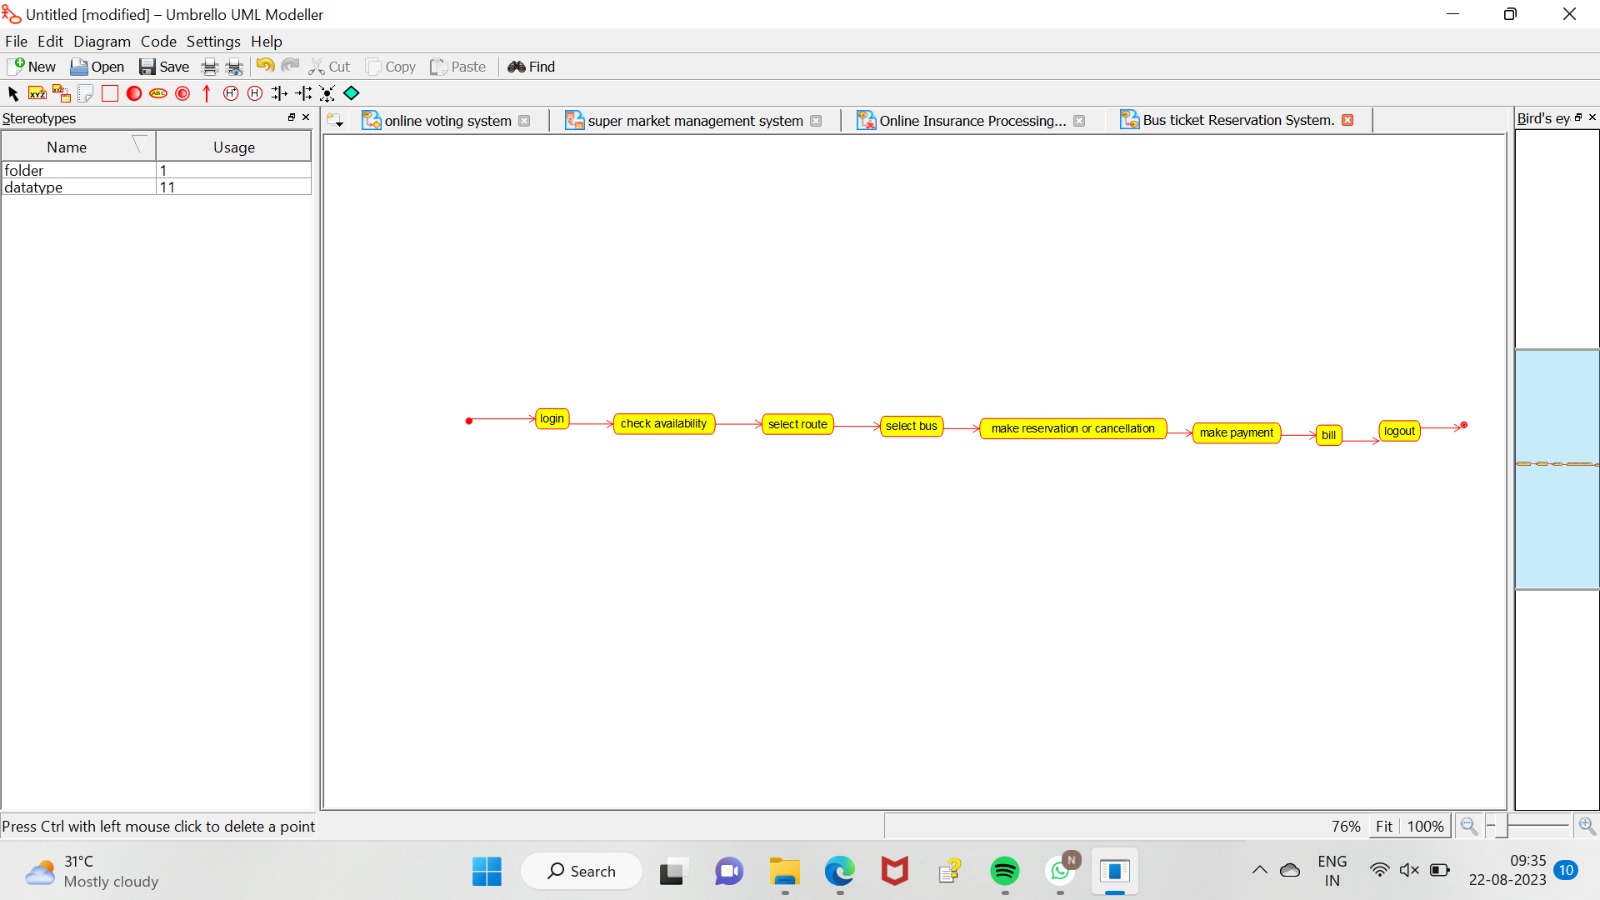 Untitled [modified] – Umbrello UML Modeller
File Edit Diagram Code Settings Help
New Open Save Cut Copy Paste Find
XYZ ABC H* H
Stereotypes
online voting system
super market management system
Online Insurance Processing...
Bus ticket Reservation System.
Bird's ey
Name Usage
folder 1
datatype 11
login
check availability
select route
select bus
make reservation or cancellation
make payment
bill
logout
Press Ctrl with left mouse click to delete a point
76% Fit 100%
31°C
Mostly cloudy
Search
N
ENG
IN
09:35
22-08-2023
10